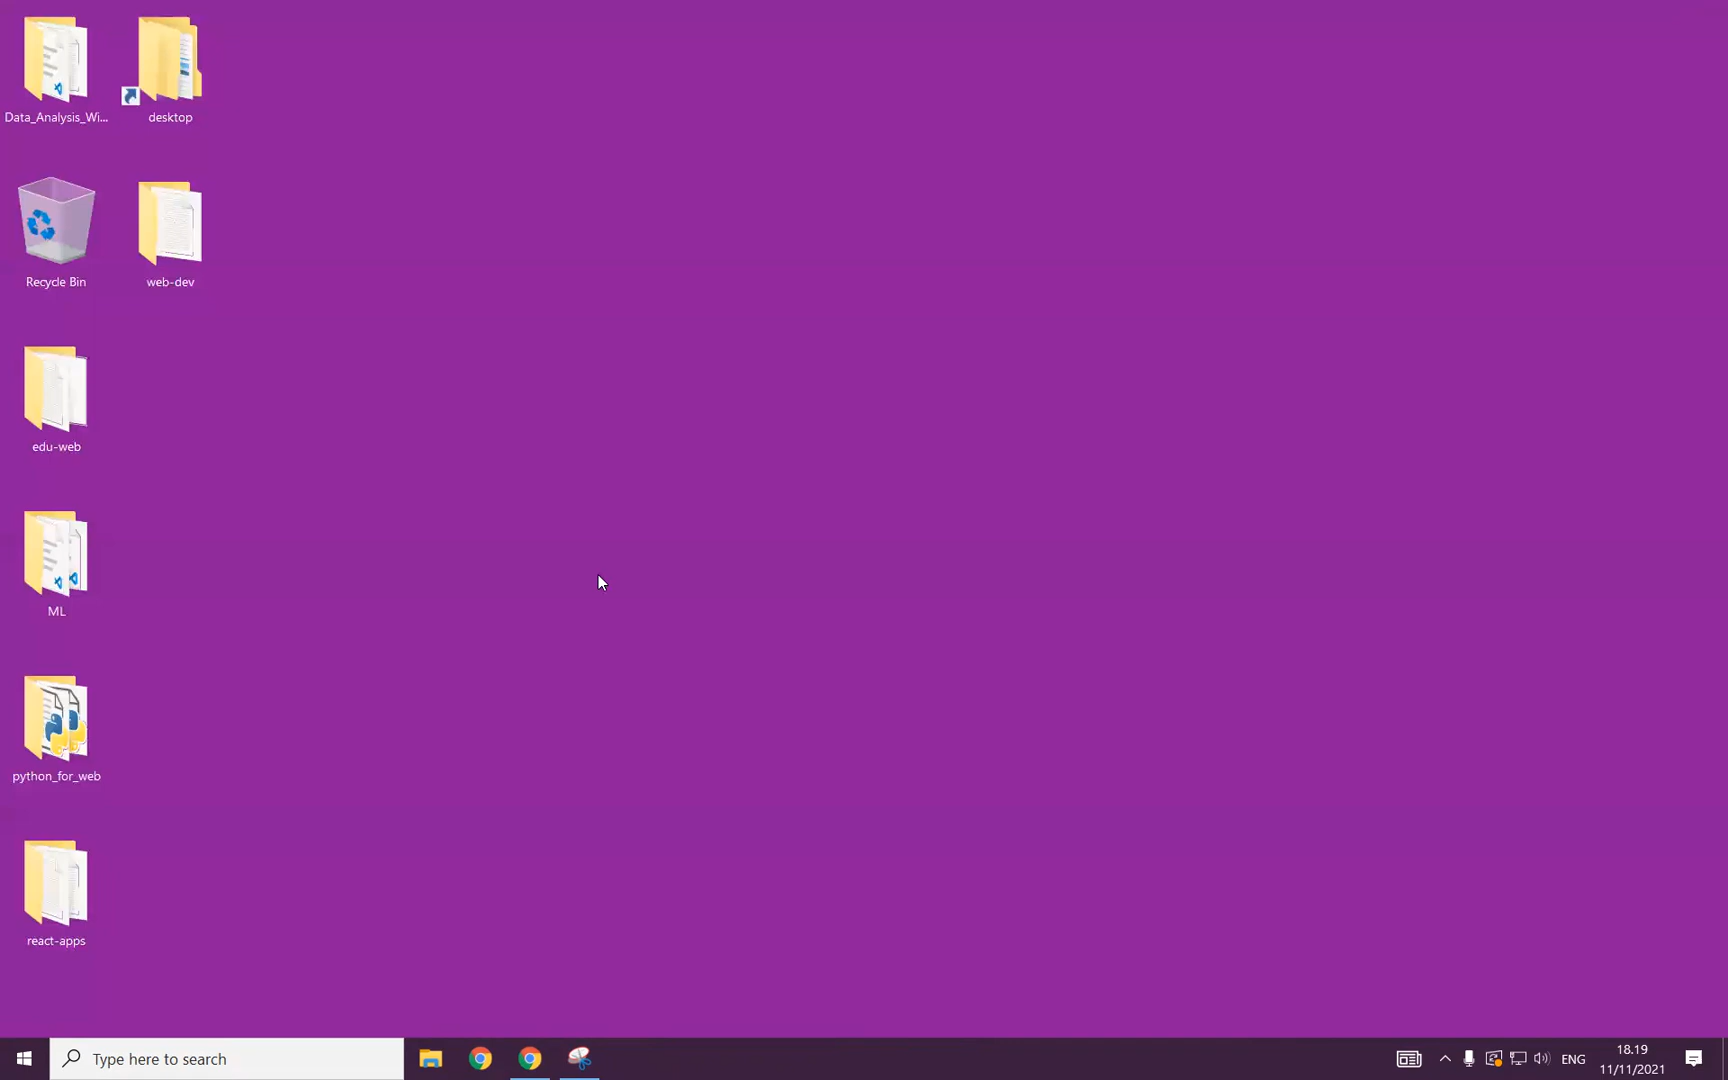 Data_Analysis_Wi...
desktop
Recycle Bin
web-dev
edu-web
ML
python_for_web
react-apps
Type here to search
ENG
18.19
11/11/2021